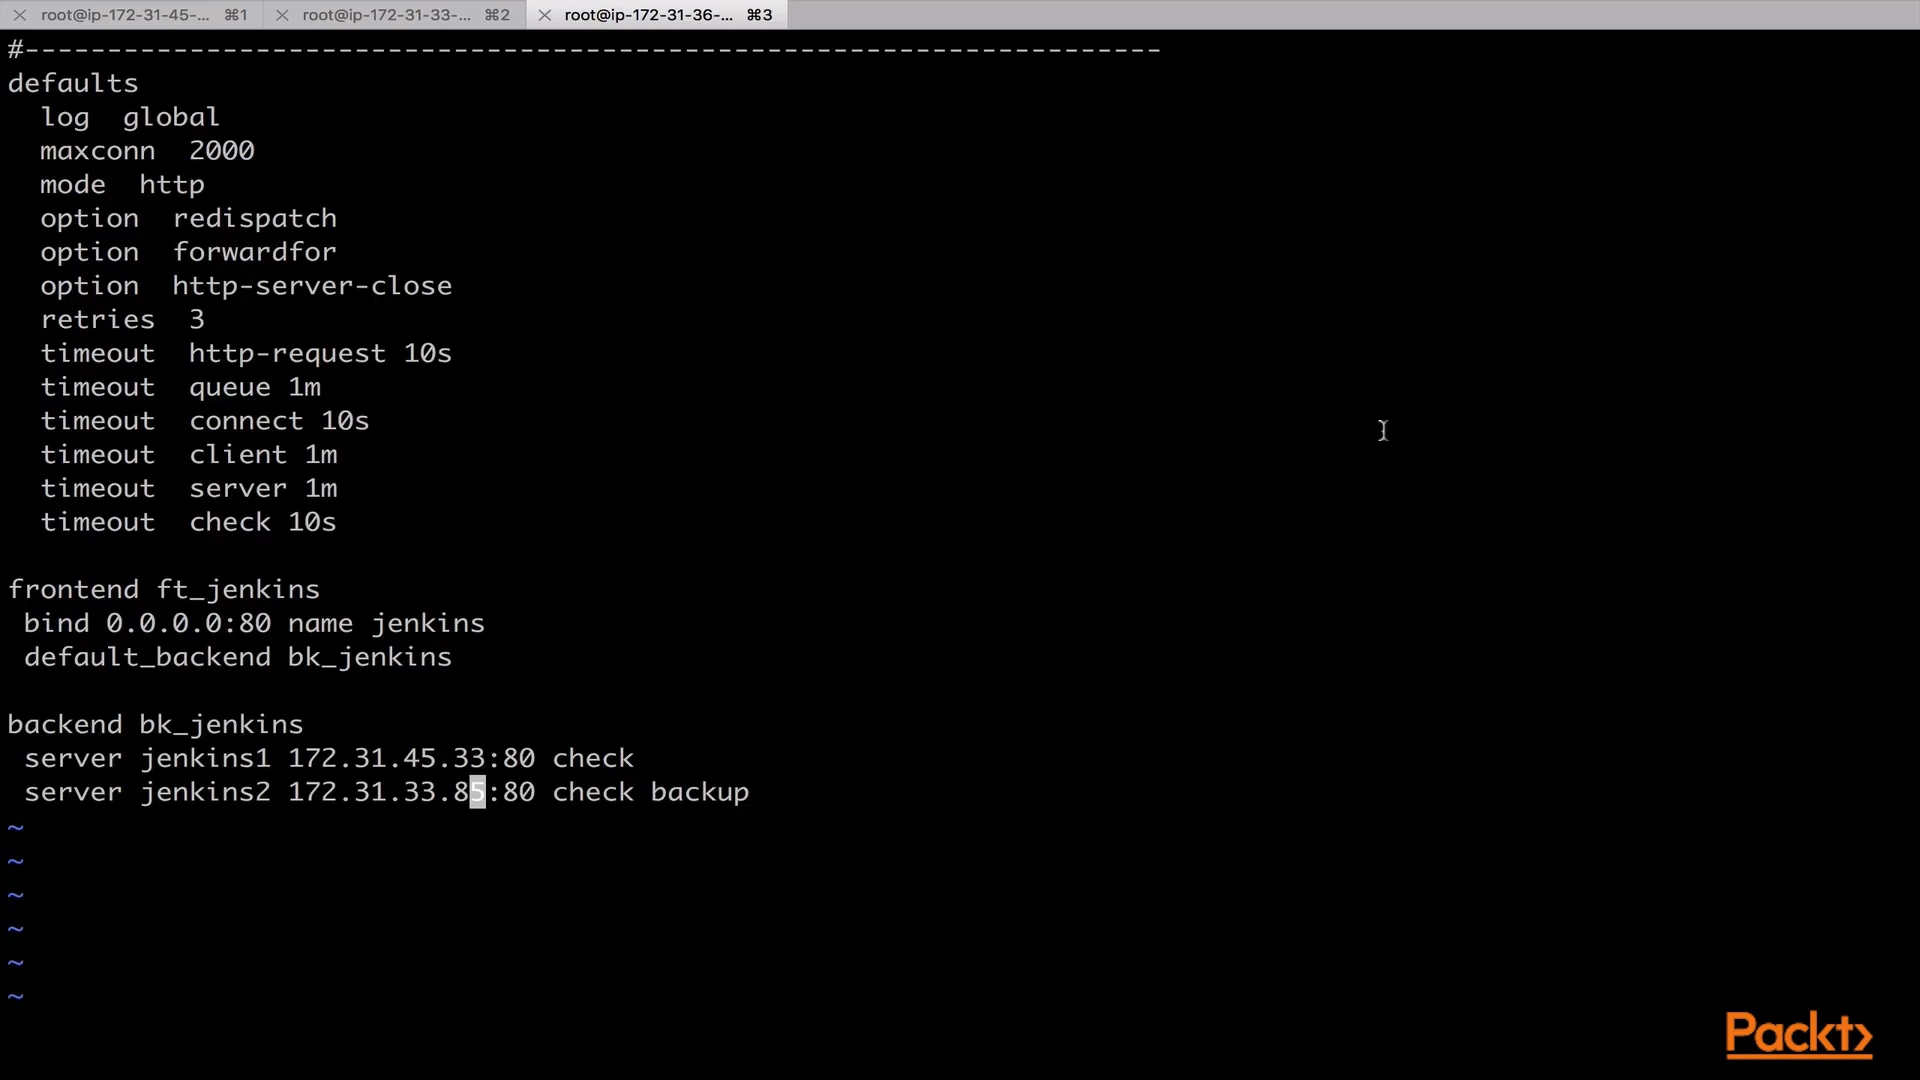 root@ip-172-31-45-... ⌘1 root@ip-172-31-33-... ⌘2 root@ip-172-31-36-... ⌘3
#---------------------------------------------------------------------
defaults
  log  global
  maxconn  2000
  mode  http
  option  redispatch
  option  forwardfor
  option  http-server-close
  retries  3
  timeout  http-request 10s
  timeout  queue 1m
  timeout  connect 10s
  timeout  client 1m
  timeout  server 1m
  timeout  check 10s

frontend ft_jenkins
 bind 0.0.0.0:80 name jenkins
 default_backend bk_jenkins

backend bk_jenkins
 server jenkins1 172.31.45.33:80 check
 server jenkins2 172.31.33.85:80 check backup
~
~
~
~
~
~
Packt>